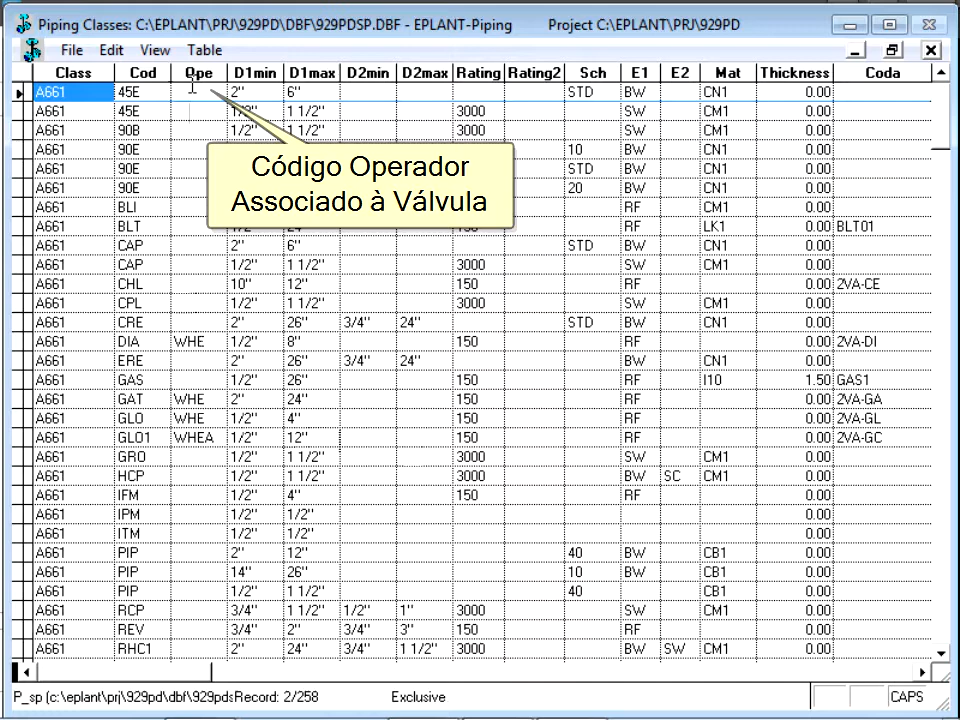 Piping Classes: C:\EPLANT\PRJ\929PD\DBF\929PDSP.DBF - EPLANT-Piping Project C:\EPLANT\PRJ\929PD
File Edit View Table
Class Cod Ope D1min D1max D2min D2max Rating Rating2 Sch E1 E2 Mat Thickness Coda
A661 45E 2" 6" STD BW CN1 0.00
A661 45E 1/2" 1 1/2" 3000 SW CM1 0.00
A661 90B 1/2" 1 1/2" 3000 SW CM1 0.00
A661 90E 10 BW CN1 0.00
A661 90E STD BW CN1 0.00
A661 90E 20 BW CN1 0.00
A661 BLI RF CM1 0.00
A661 BLT RF LK1 0.00 BLT01
Código Operador
Associado à Válvula
A661 CAP 2" 6" STD BW CN1 0.00
A661 CAP 1/2" 1 1/2" 3000 SW CM1 0.00
A661 CHL 10" 12" 150 RF 0.00 2VA-CE
A661 CPL 1/2" 1 1/2" 3000 SW CM1 0.00
A661 CRE 2" 26" 3/4" 24" STD BW CN1 0.00
A661 DIA WHE 1/2" 8" 150 RF 0.00 2VA-DI
A661 ERE 2" 26" 3/4" 24" BW CN1 0.00
A661 GAS 1/2" 26" 150 RF I10 1.50 GAS1
A661 GAT WHE 2" 24" 150 RF 0.00 2VA-GA
A661 GLO WHE 1/2" 4" 150 RF 0.00 2VA-GL
A661 GLO1 WHEA 1/2" 12" 150 RF 0.00 2VA-GC
A661 GRO 1/2" 1 1/2" 3000 SW CM1 0.00
A661 HCP 1/2" 1 1/2" 3000 BW SC CM1 0.00
A661 IFM 1/2" 4" 150 RF 0.00
A661 IPM 1/2" 1/2" 0.00
A661 ITM 1/2" 1/2" 0.00
A661 PIP 2" 12" 40 BW CB1 0.00
A661 PIP 14" 26" 10 BW CB1 0.00
A661 PIP 1/2" 1 1/2" 40 CB1 0.00
A661 RCP 3/4" 1 1/2" 1/2" 1" 3000 SW CM1 0.00
A661 REV 3/4" 2" 3/4" 3" 150 RF 0.00
A661 RHC1 2" 24" 3/4" 1 1/2" 3000 BW SW CM1 0.00
P_sp (c:\eplant\prj\929pd\dbf\929pds Record: 2/258 Exclusive CAPS